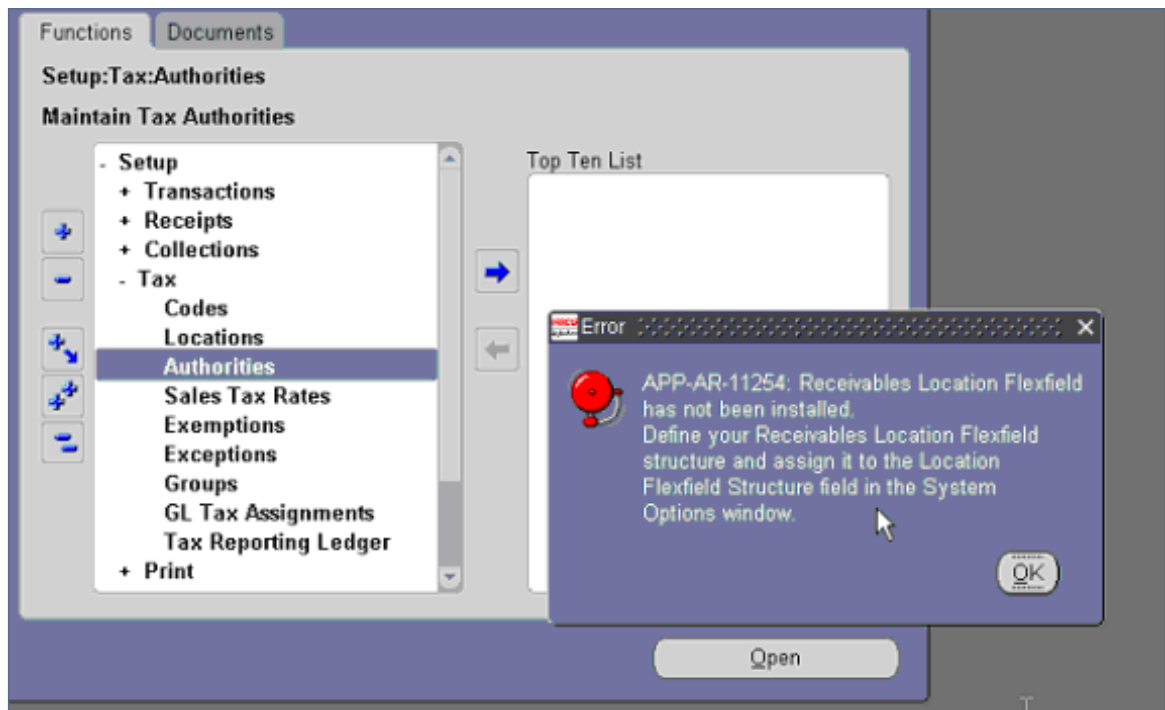 Functions
Documents
Setup:Tax:Authorities
Maintain Tax Authorities
- Setup
+ Transactions
+ Receipts
+ Collections
- Tax
Codes
Locations
Authorities
Sales Tax Rates
Exemptions
Exceptions
Groups
GL Tax Assignments
Tax Reporting Ledger
+ Print
Top Ten List
Error
APP-AR-11254: Receivables Location Flexfield
has not been installed.
Define your Receivables Location Flexfield
structure and assign it to the Location
Flexfield Structure field in the System
Options window.
OK
Open